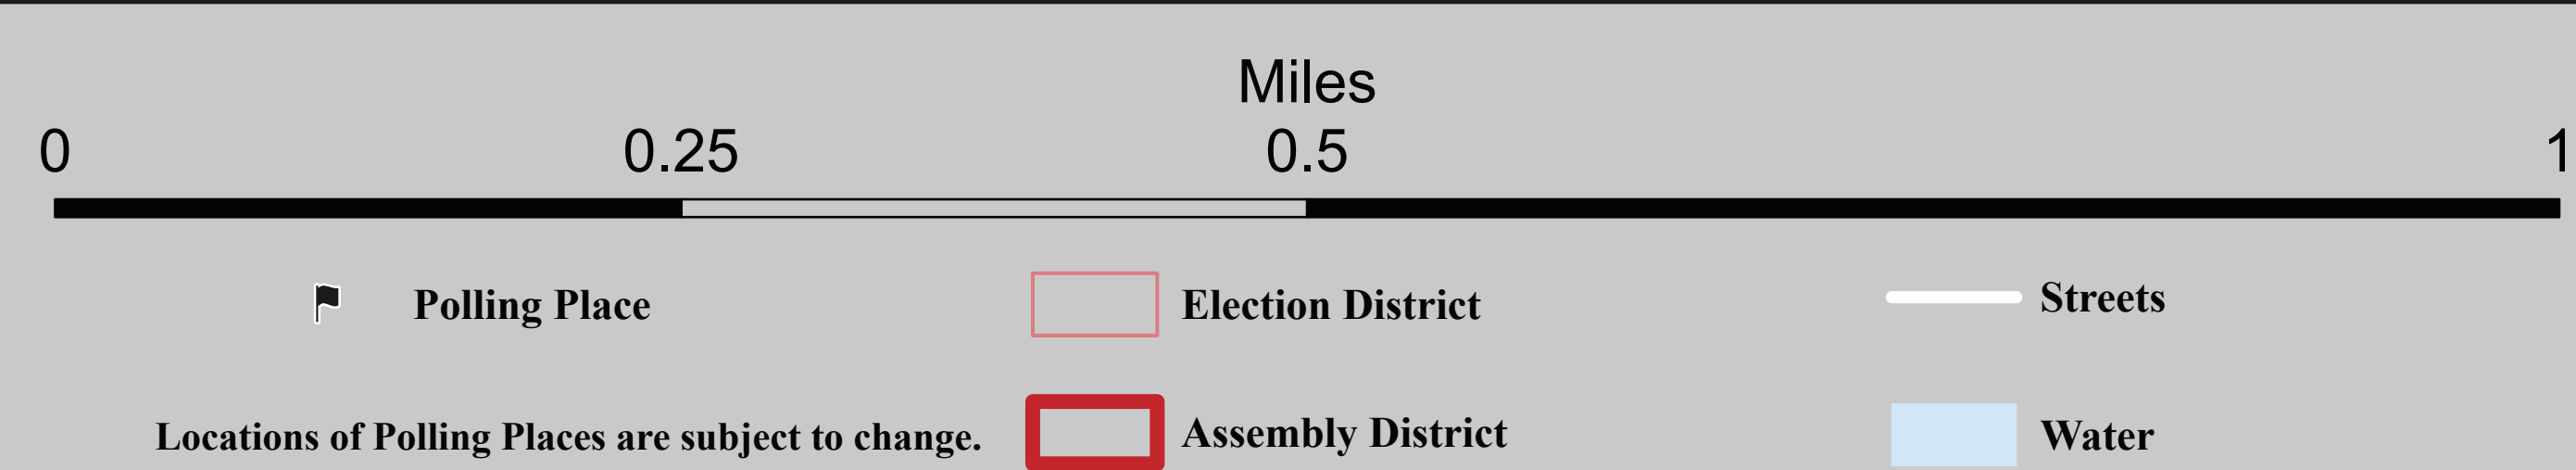 Miles
0 0.25 0.5 1
Polling Place Election District Streets
Locations of Polling Places are subject to change. Assembly District Water